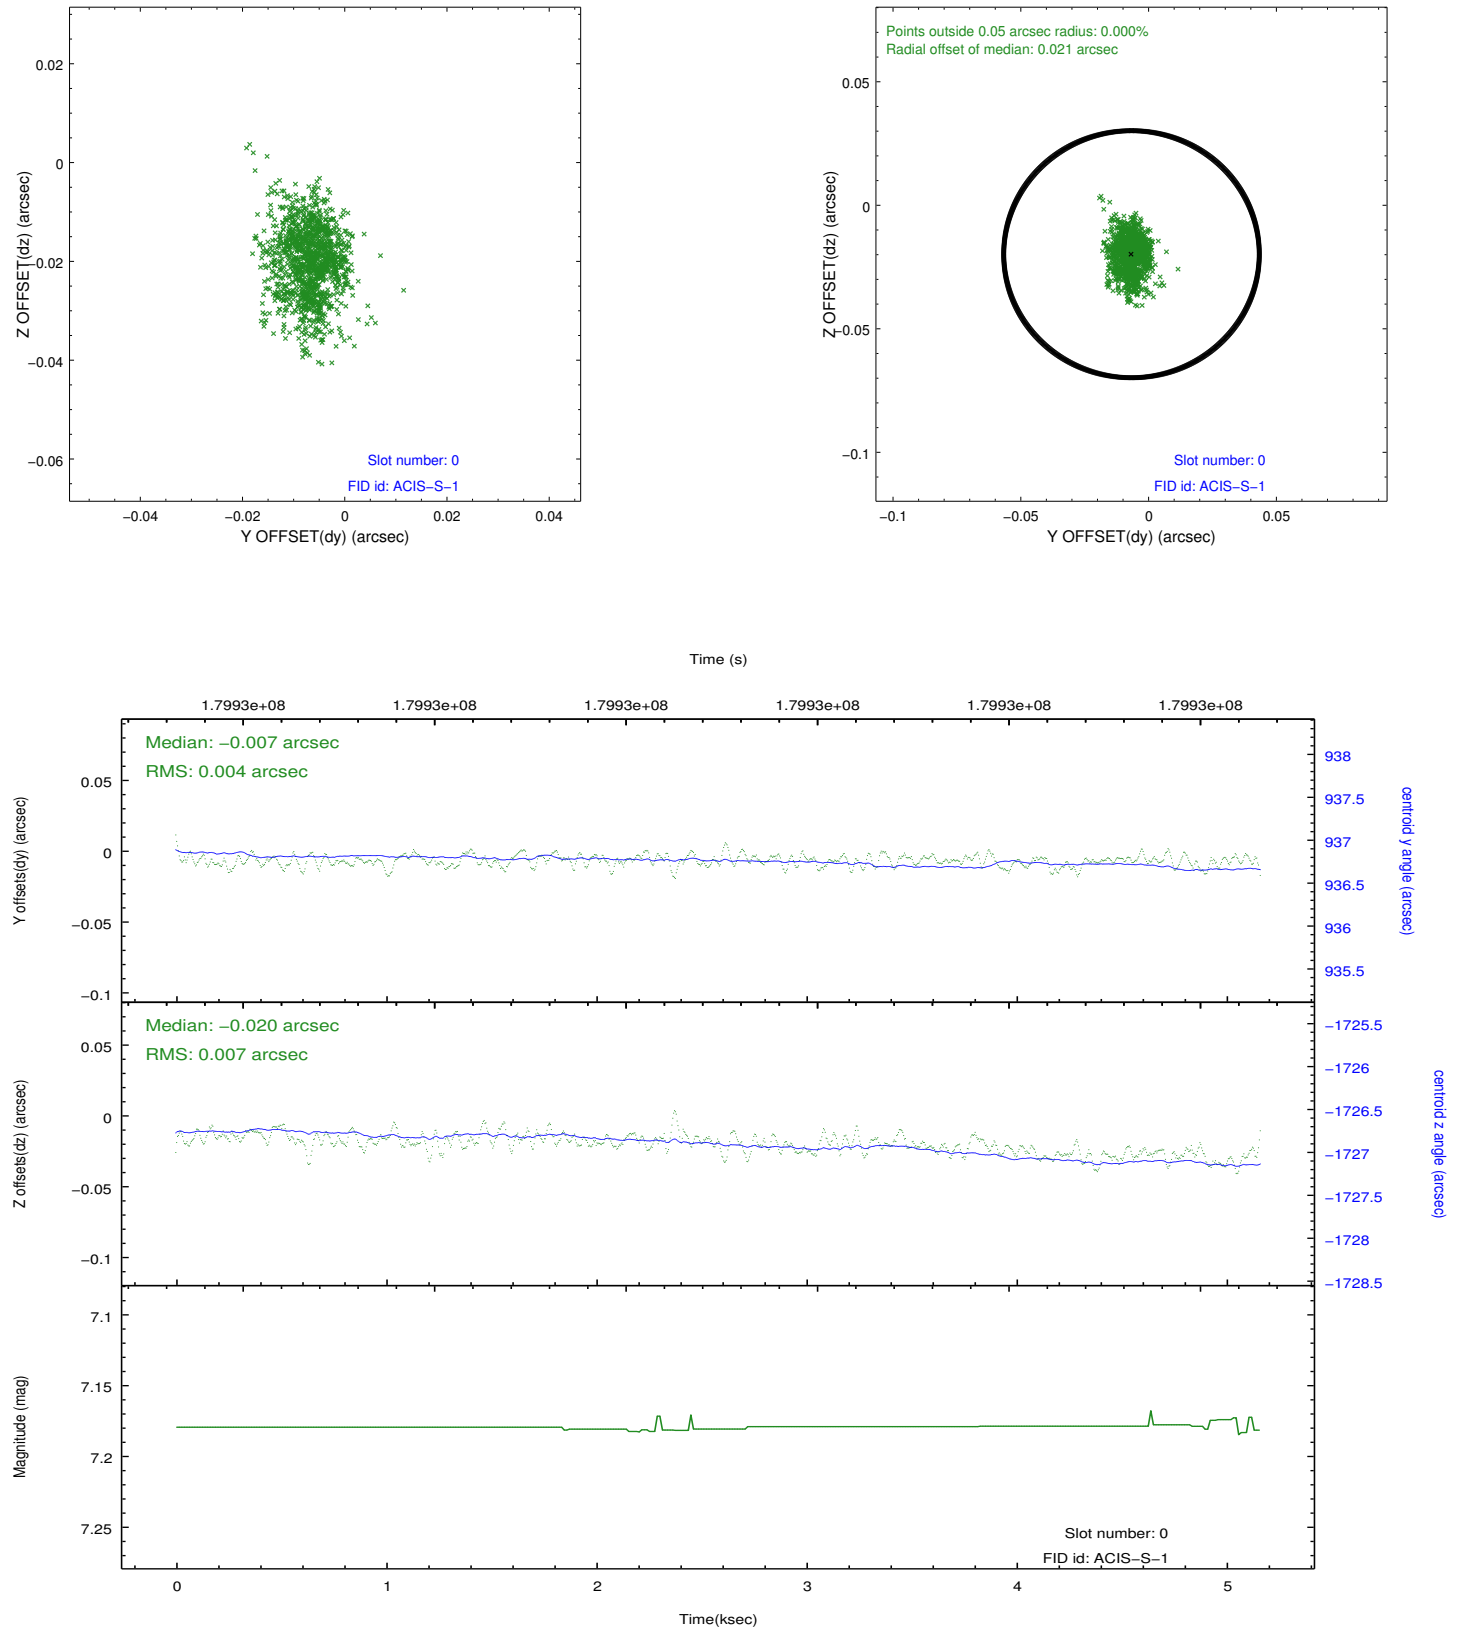 0.02
0
−0.02
−0.04
−0.06
Z OFFSET(dz) (arcsec)
Slot number: 0
FID id: ACIS−S−1
−0.04
−0.02
0
0.02
0.04
Y OFFSET(dy) (arcsec)
Points outside 0.05 arcsec radius: 0.000%
Radial offset of median: 0.021 arcsec
0.05
0
−0.05
−0.1
Z OFFSET(dz) (arcsec)
Slot number: 0
FID id: ACIS−S−1
−0.1
−0.05
0
0.05
Y OFFSET(dy) (arcsec)
Time (s)
1.7993e+08
1.7993e+08
1.7993e+08
1.7993e+08
1.7993e+08
1.7993e+08
Median: −0.007 arcsec
RMS: 0.004 arcsec
0.05
0
−0.05
−0.1
Y offsets(dy) (arcsec)
938
937.5
937
936.5
936
935.5
centroid y angle (arcsec)
Median: −0.020 arcsec
RMS: 0.007 arcsec
0.05
0
−0.05
−0.1
Z offsets(dz) (arcsec)
−1725.5
−1726
−1726.5
−1727
−1727.5
−1728
−1728.5
centroid z angle (arcsec)
7.1
7.15
7.2
7.25
Magnitude (mag)
Slot number: 0
FID id: ACIS−S−1
0
1
2
3
4
5
Time(ksec)